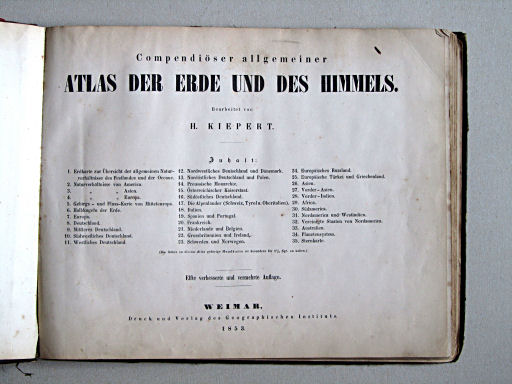 Compendiöser allgemeiner
ATLAS DER ERDE UND DES HIMMELS.
Bearbeitet von
H. KIEPERT.
Inhalt:
1. Erdkarte zur Übersicht der allgemeinen Natur-
verhältnisse des Festlandes und der Oceane.
2. Naturverhältnisse von America.
3. „ „ Asien.
4. „ „ Europa.
5. Gebirgs- und Fluss-Karte von Mitteleuropa.
6. Halbkugeln der Erde.
7. Europa.
8. Deutschland.
9. Mittleres Deutschland.
10. Südwestliches Deutschland.
11. Westliches Deutschland.
12. Nordwestliches Deutschland und Dänemark.
13. Nordöstliches Deutschland und Polen.
14. Preussische Monarchie.
15. Österreichischer Kaiserstaat.
16. Südöstliches Deutschland.
17. Die Alpenländer (Schweiz, Tyrol, Oberitalien).
18. Italien.
19. Spanien und Portugal.
20. Frankreich.
21. Niederlande und Belgien.
22. Grossbritannien und Ireland.
23. Schweden und Norwegen.
24. Europäisches Russland.
25. Europäische Türkei und Griechenland.
26. Asien.
27. Vorder-Asien.
28. Vorder-Indien.
29. Africa.
30. Südamerica.
31. Nordamerica und Westindien.
32. Vereinigte Staaten von Nordamerica.
33. Australien.
34. Planetensystem.
35. Sternkarte.
Elfte verbesserte und vermehrte Auflage.
WEIMAR,
Druck und Verlag des Geographischen Instituts.
1853.